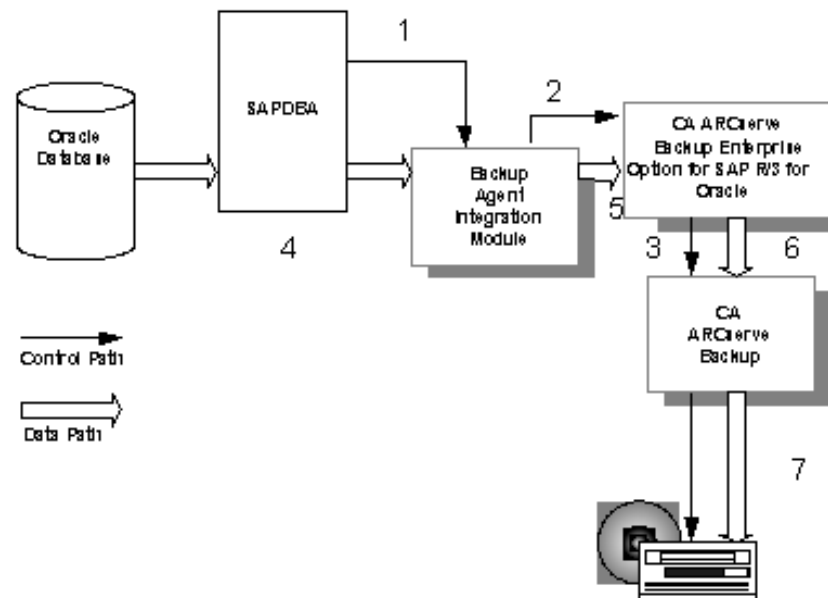 1
SAPDBA
Oracle
Database
2
CA ARCserve
Backup Enterprise
Option for SAP R/3 for
Oracle
Backup
Agent
Integration
Module
5
4
3
6
CA
ARCserve
Backup
Control Path
Data Path
7